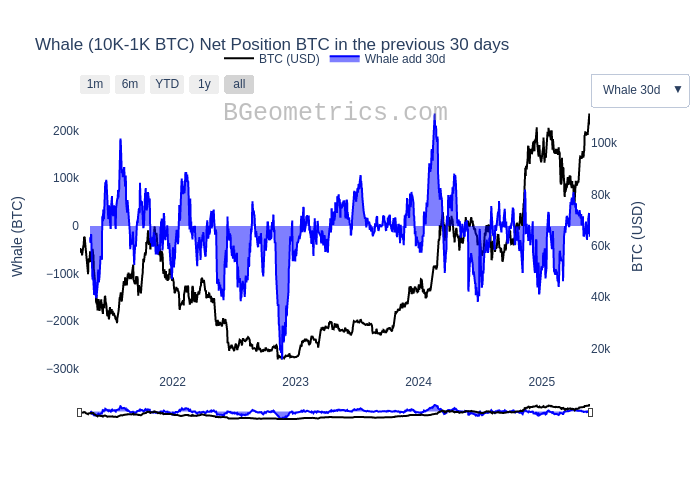 Whale (10K-1K BTC) Net Position BTC in the previous 30 days
BTC (USD) Whale add 30d
1m 6m YTD 1y all
Whale 30d ▼
BGeometrics.com
200k
100k
0
−100k
−200k
−300k
Whale (BTC)
100k
80k
60k
40k
20k
BTC (USD)
2022 2023 2024 2025